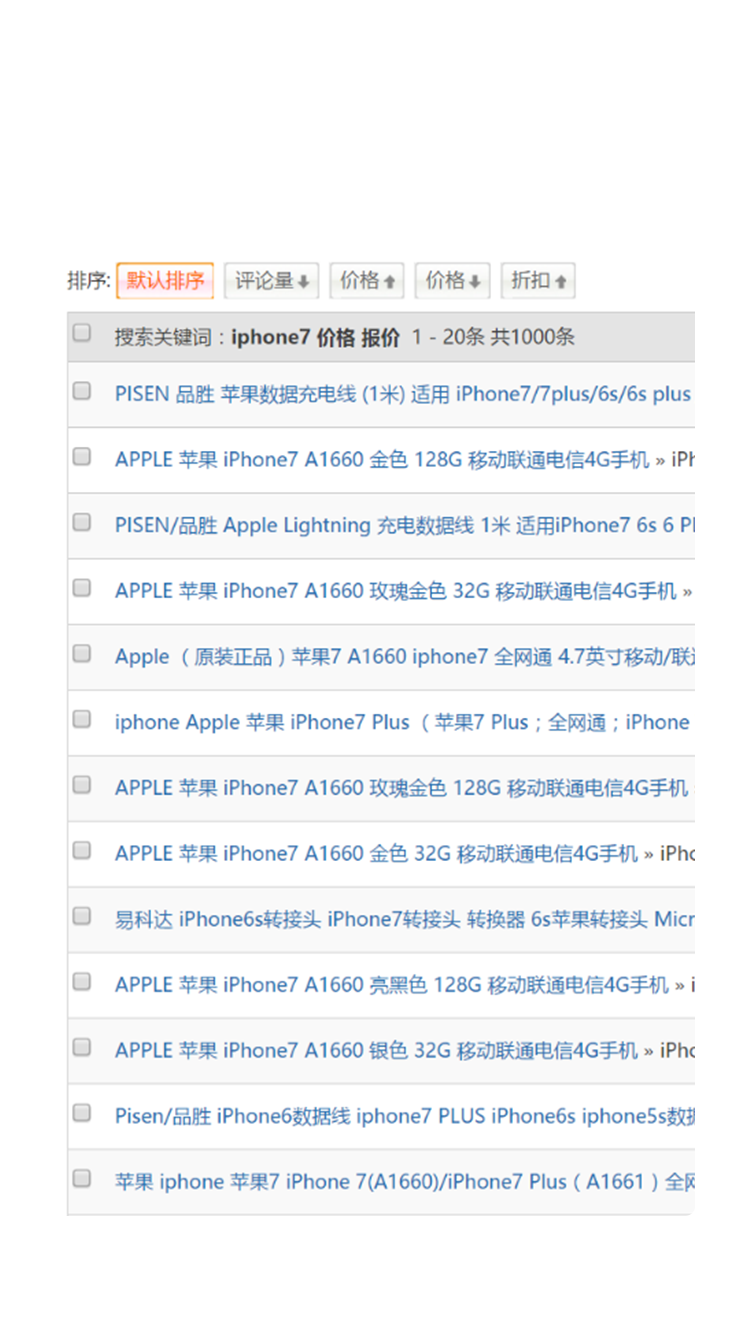 排序: 默认排序 评论量 价格 价格 折扣
搜索关键词：iphone7 价格 报价 1 - 20条 共1000条
PISEN 品胜 苹果数据充电线 (1米) 适用 iPhone7/7plus/6s/6s plus
APPLE 苹果 iPhone7 A1660 金色 128G 移动联通电信4G手机 » iPh
PISEN/品胜 Apple Lightning 充电数据线 1米 适用iPhone7 6s 6 Pl
APPLE 苹果 iPhone7 A1660 玫瑰金色 32G 移动联通电信4G手机 »
Apple （原装正品）苹果7 A1660 iphone7 全网通 4.7英寸移动/联
iphone Apple 苹果 iPhone7 Plus （苹果7 Plus；全网通；iPhone
APPLE 苹果 iPhone7 A1660 玫瑰金色 128G 移动联通电信4G手机
APPLE 苹果 iPhone7 A1660 金色 32G 移动联通电信4G手机 » iPho
易科达 iPhone6s转接头 iPhone7转接头 转换器 6s苹果转接头 Micr
APPLE 苹果 iPhone7 A1660 亮黑色 128G 移动联通电信4G手机 » i
APPLE 苹果 iPhone7 A1660 银色 32G 移动联通电信4G手机 » iPho
Pisen/品胜 iPhone6数据线 iphone7 PLUS iPhone6s iphone5s数据
苹果 iphone 苹果7 iPhone 7(A1660)/iPhone7 Plus（A1661）全网